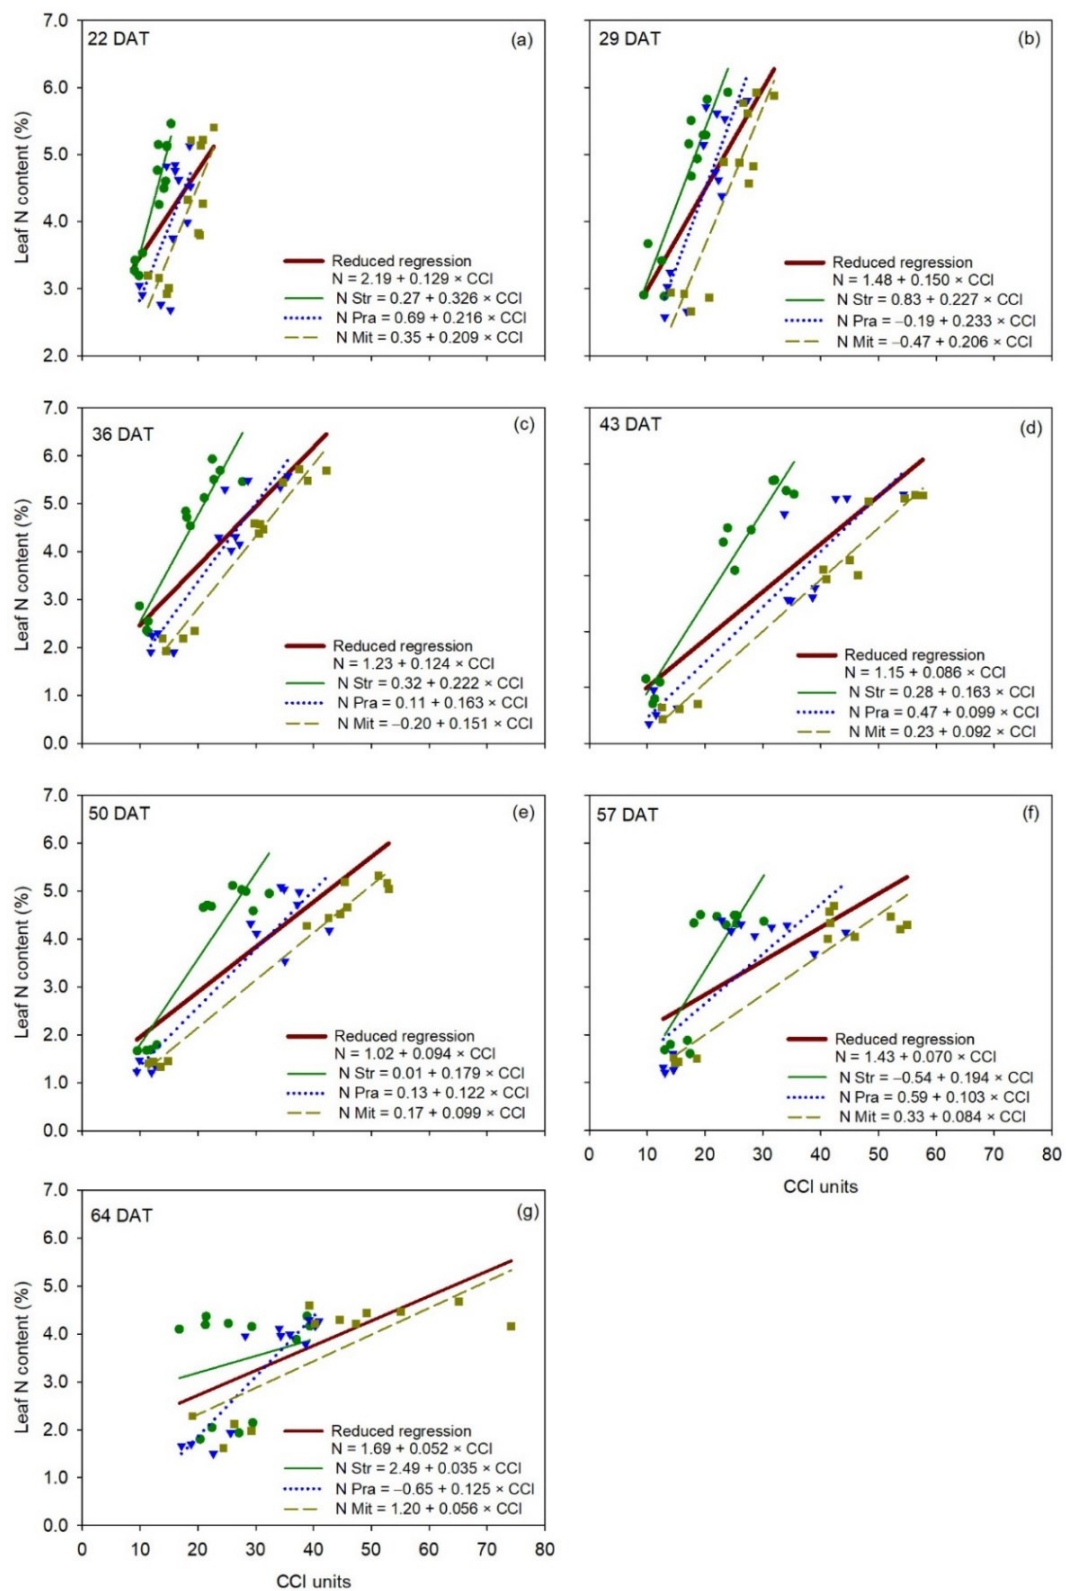 22 DAT
(a)
Leaf N content (%)
7.0
6.0
5.0
4.0
3.0
2.0
Reduced regression
N = 2.19 + 0.129 × CCI
N Str = 0.27 + 0.326 × CCI
N Pra = 0.69 + 0.216 × CCI
N Mit = 0.35 + 0.209 × CCI
29 DAT
(b)
Reduced regression
N = 1.48 + 0.150 × CCI
N Str = 0.83 + 0.227 × CCI
N Pra = −0.19 + 0.233 × CCI
N Mit = −0.47 + 0.206 × CCI
36 DAT
(c)
Leaf N content (%)
7.0
6.0
5.0
4.0
3.0
2.0
1.0
0.0
Reduced regression
N = 1.23 + 0.124 × CCI
N Str = 0.32 + 0.222 × CCI
N Pra = 0.11 + 0.163 × CCI
N Mit = −0.20 + 0.151 × CCI
43 DAT
(d)
Reduced regression
N = 1.15 + 0.086 × CCI
N Str = 0.28 + 0.163 × CCI
N Pra = 0.47 + 0.099 × CCI
N Mit = 0.23 + 0.092 × CCI
50 DAT
(e)
Leaf N content (%)
7.0
6.0
5.0
4.0
3.0
2.0
1.0
0.0
Reduced regression
N = 1.02 + 0.094 × CCI
N Str = 0.01 + 0.179 × CCI
N Pra = 0.13 + 0.122 × CCI
N Mit = 0.17 + 0.099 × CCI
57 DAT
(f)
Reduced regression
N = 1.43 + 0.070 × CCI
N Str = −0.54 + 0.194 × CCI
N Pra = 0.59 + 0.103 × CCI
N Mit = 0.33 + 0.084 × CCI
0 10 20 30 40 50 60 70 80
CCI units
64 DAT
(g)
Leaf N content (%)
7.0
6.0
5.0
4.0
3.0
2.0
1.0
0.0
Reduced regression
N = 1.69 + 0.052 × CCI
N Str = 2.49 + 0.035 × CCI
N Pra = −0.65 + 0.125 × CCI
N Mit = 1.20 + 0.056 × CCI
0 10 20 30 40 50 60 70 80
CCI units